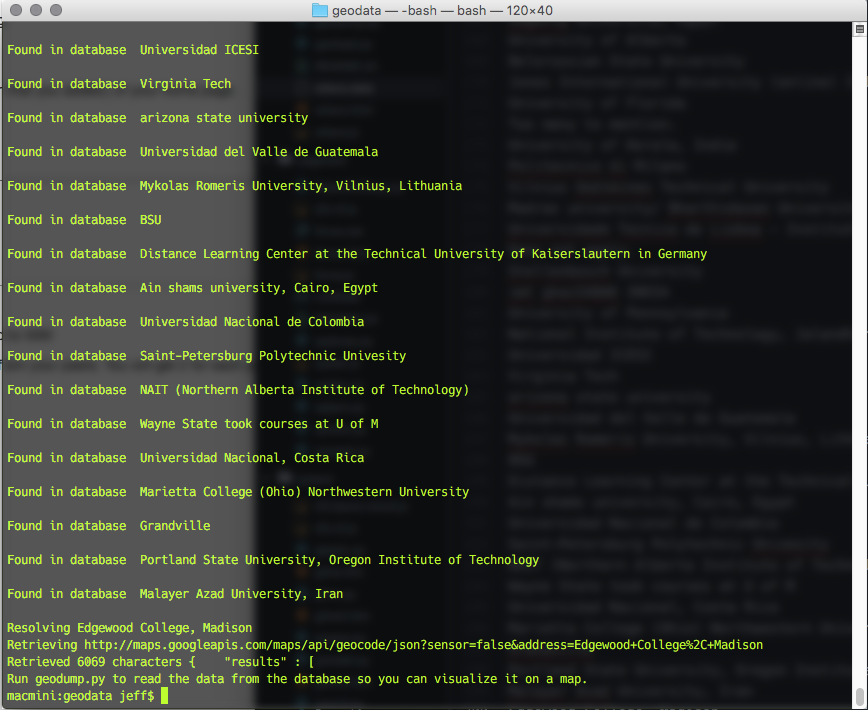 geodata — -bash — bash — 120×40
Found in database  Universidad ICESI
Found in database  Virginia Tech
Found in database  arizona state university
Found in database  Universidad del Valle de Guatemala
Found in database  Mykolas Romeris University, Vilnius, Lithuania
Found in database  BSU
Found in database  Distance Learning Center at the Technical University of Kaiserslautern in Germany
Found in database  Ain shams university, Cairo, Egypt
Found in database  Universidad Nacional de Colombia
Found in database  Saint-Petersburg Polytechnic Univesity
Found in database  NAIT (Northern Alberta Institute of Technology)
Found in database  Wayne State took courses at U of M
Found in database  Universidad Nacional, Costa Rica
Found in database  Marietta College (Ohio) Northwestern University
Found in database  Grandville
Found in database  Portland State University, Oregon Institute of Technology
Found in database  Malayer Azad University, Iran
Resolving Edgewood College, Madison
Retrieving http://maps.googleapis.com/maps/api/geocode/json?sensor=false&address=Edgewood+College%2C+Madison
Retrieved 6069 characters {    "results" : [
Run geodump.py to read the data from the database so you can visualize it on a map.
macmini:geodata jeff$